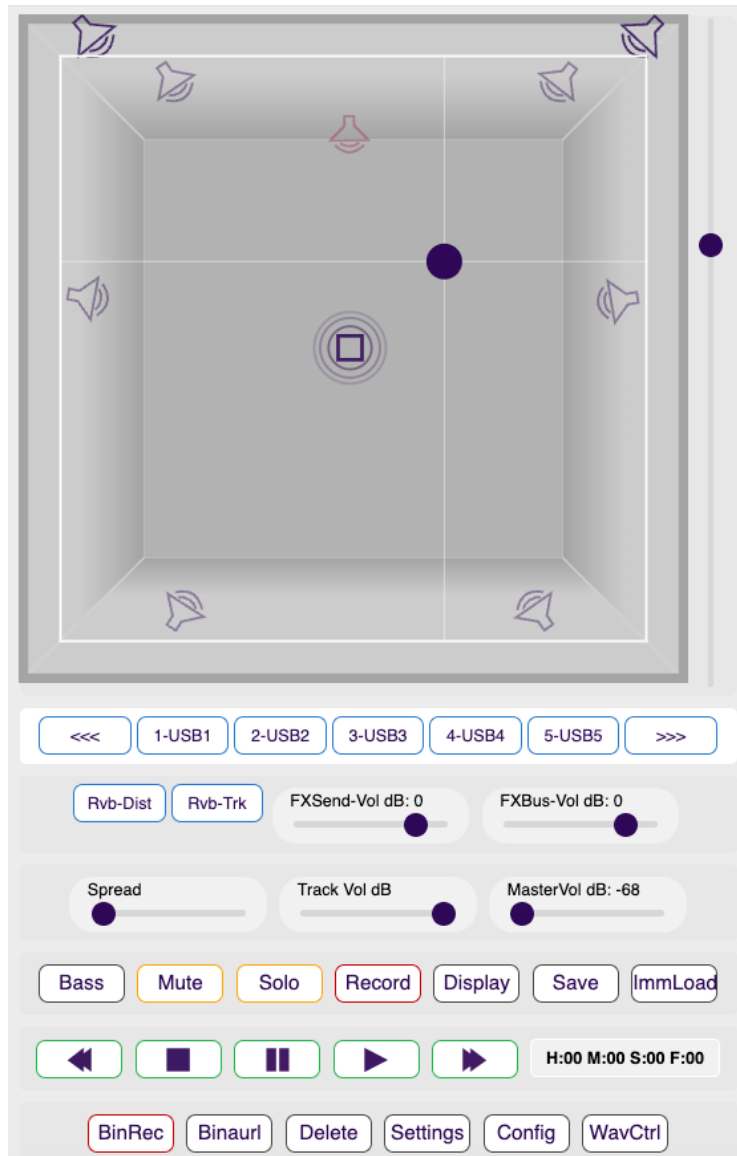 <<< 1-USB1 2-USB2 3-USB3 4-USB4 5-USB5 >>>
Rvb-Dist Rvb-Trk FXSend-Vol dB: 0 FXBus-Vol dB: 0
Spread Track Vol dB MasterVol dB: -68
Bass Mute Solo Record Display Save ImmLoad
H:00 M:00 S:00 F:00
BinRec Binaurl Delete Settings Config WavCtrl